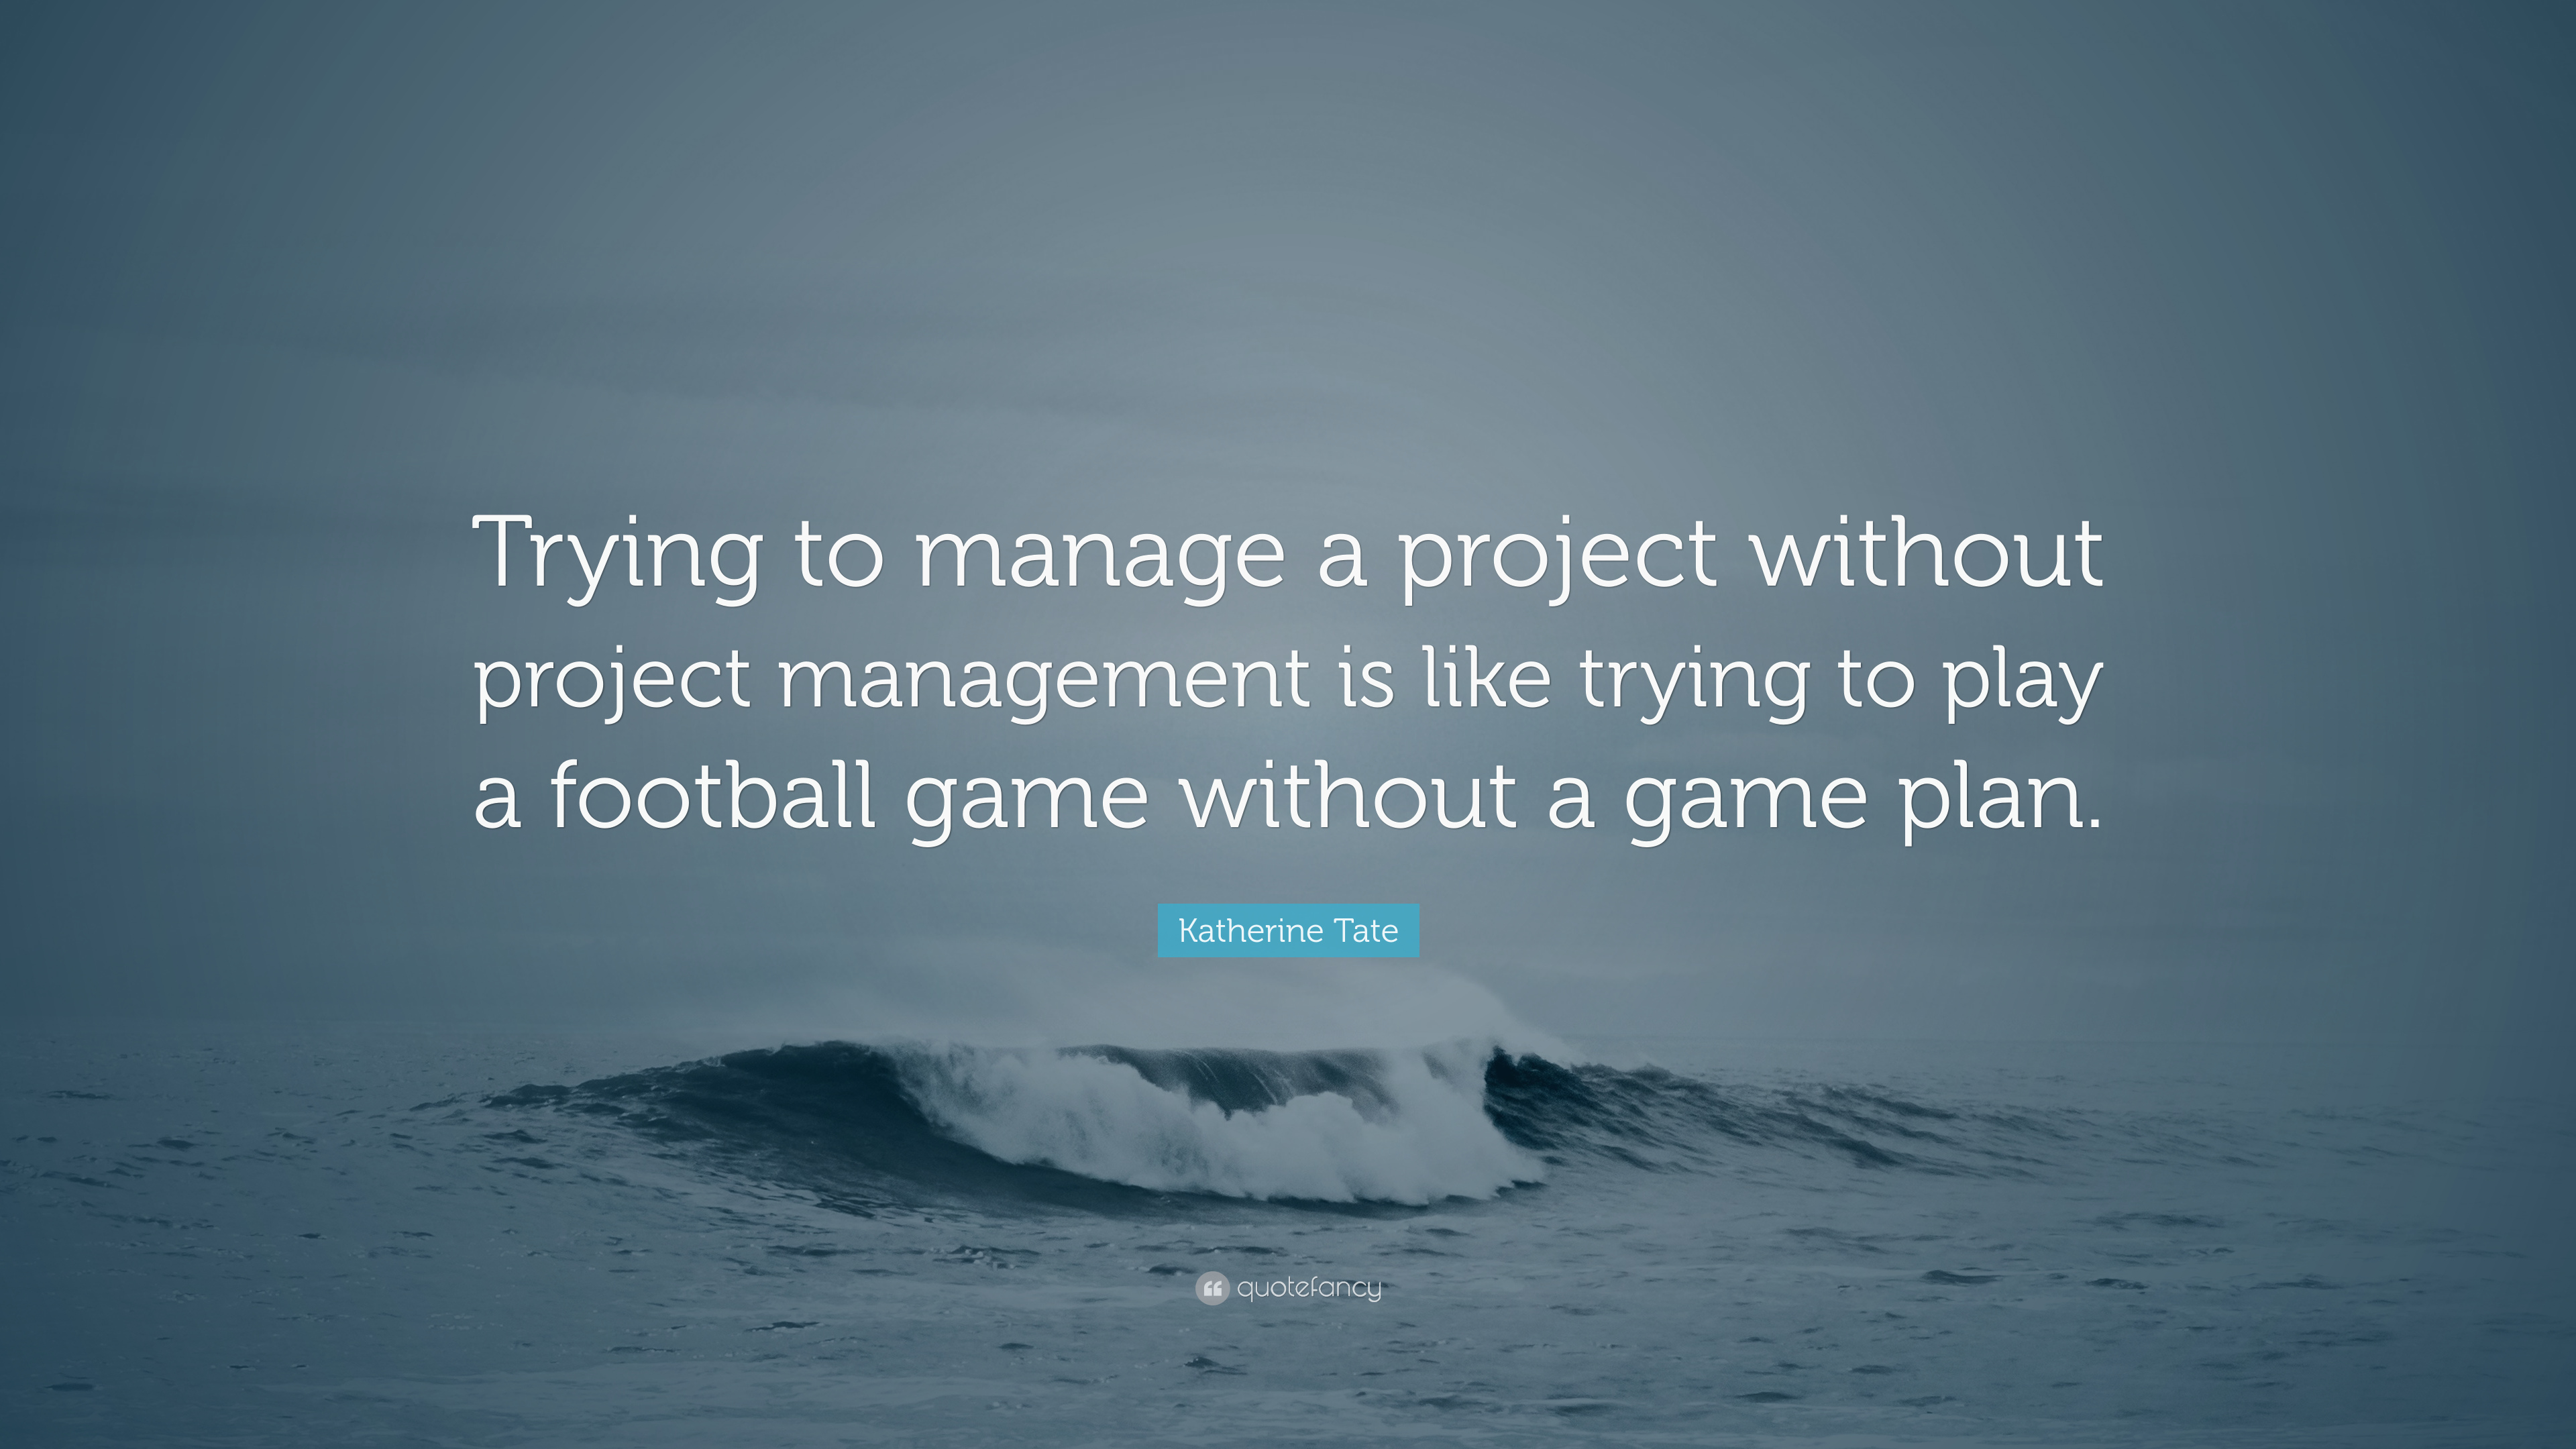 Trying to manage a project without
project management is like trying to play
a football game without a game plan.
Katherine Tate
quotefancy